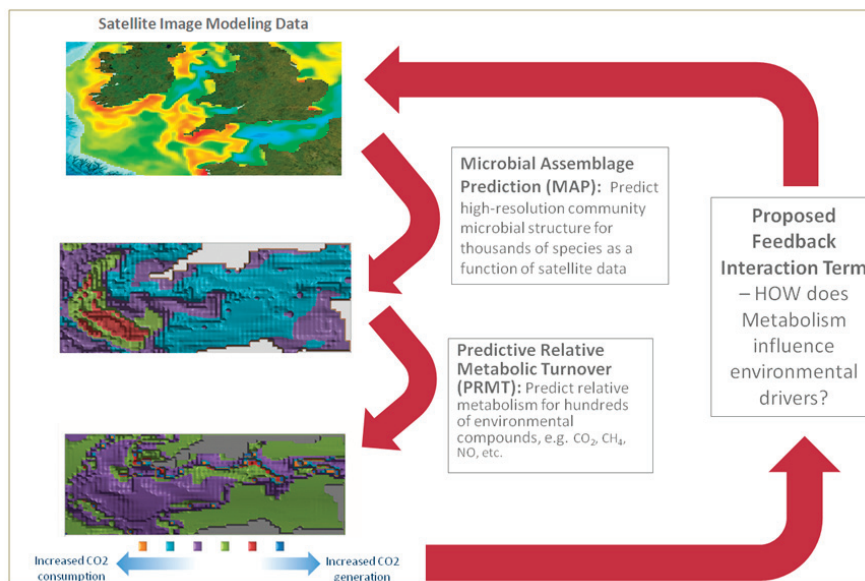 Satellite Image Modeling Data
Microbial Assemblage
Prediction (MAP): Predict
high-resolution community
microbial structure for
thousands of species as a
function of satellite data
Predictive Relative
Metabolic Turnover
(PRMT): Predict relative
metabolism for hundreds
of environmental
compounds, e.g. CO₂, CH₄,
NO, etc.
Proposed
Feedback
Interaction Term
– HOW does
Metabolism
influence
environmental
drivers?
Increased CO2
consumption
Increased CO2
generation